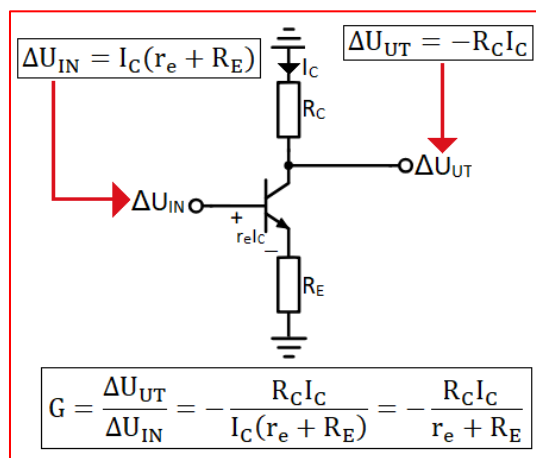 ΔU_IN = I_C(r_e + R_E)
ΔU_UT = −R_C I_C
I_C
R_C
ΔU_UT
ΔU_IN
+
r_e I_C
−
R_E
G = ΔU_UT / ΔU_IN = − R_C I_C / I_C(r_e + R_E) = − R_C I_C / r_e + R_E